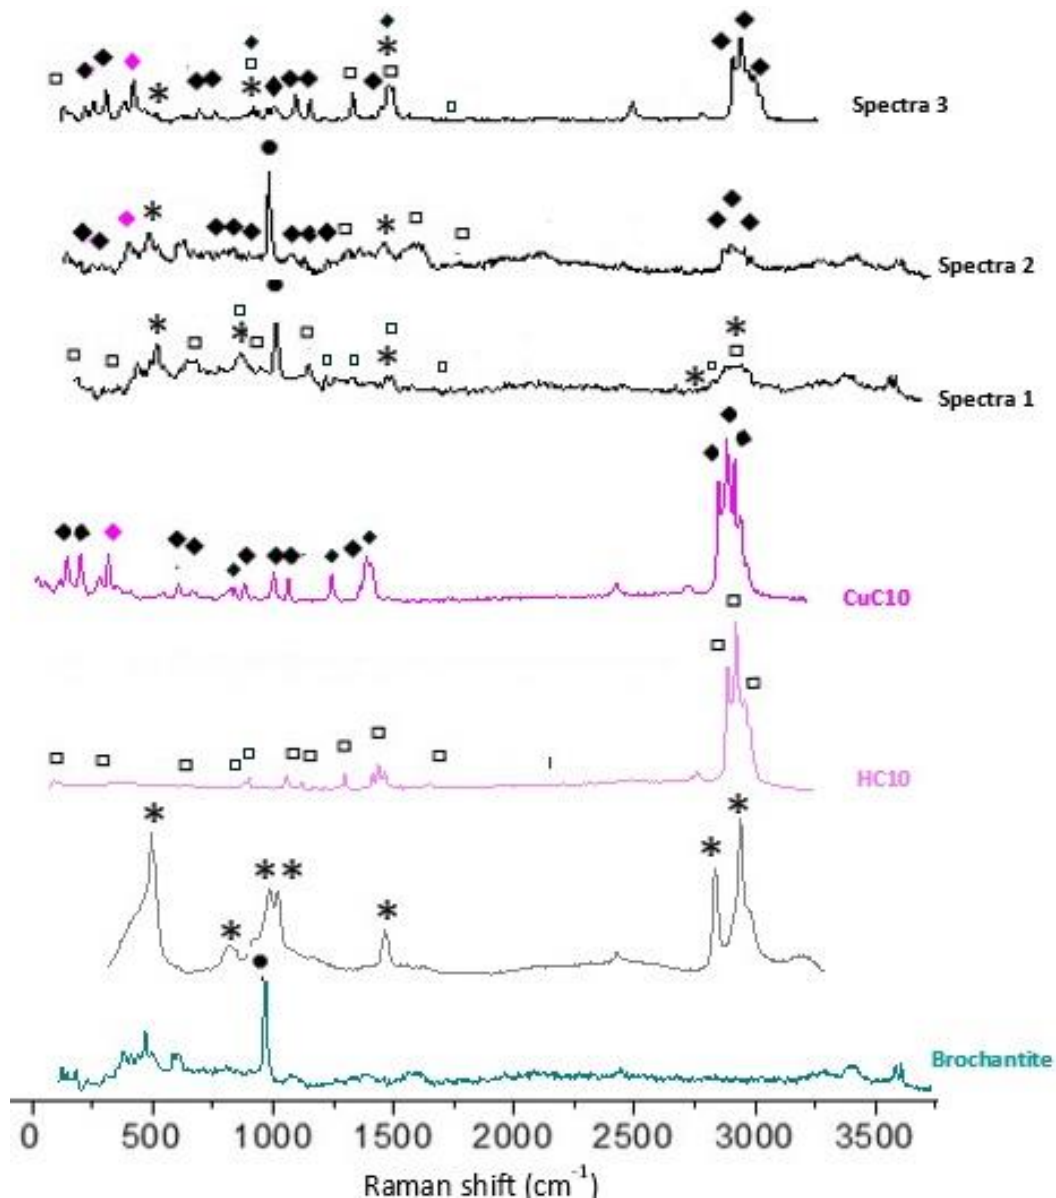 Spectra 3
Spectra 2
Spectra 1
CuC10
HC10
Brochantite
0 500 1000 1500 2000 2500 3000 3500
Raman shift (cm⁻¹)